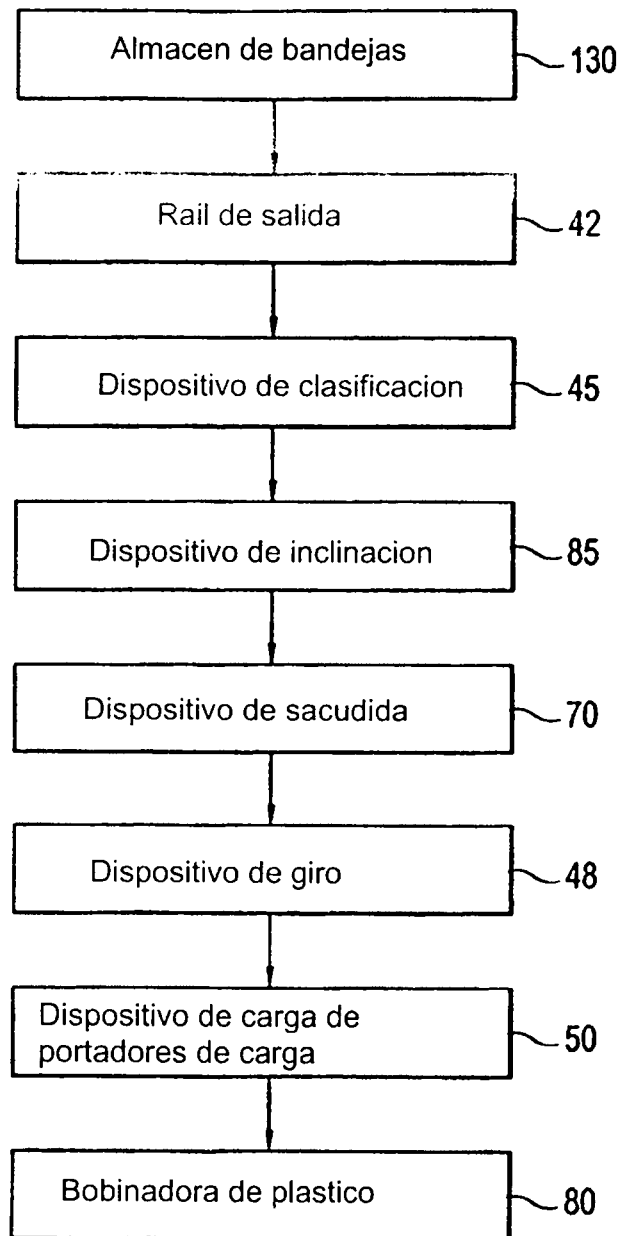 Almacen de bandejas
130
Rail de salida
42
Dispositivo de clasificacion
45
Dispositivo de inclinacion
85
Dispositivo de sacudida
70
Dispositivo de giro
48
Dispositivo de carga de
portadores de carga
50
Bobinadora de plastico
80